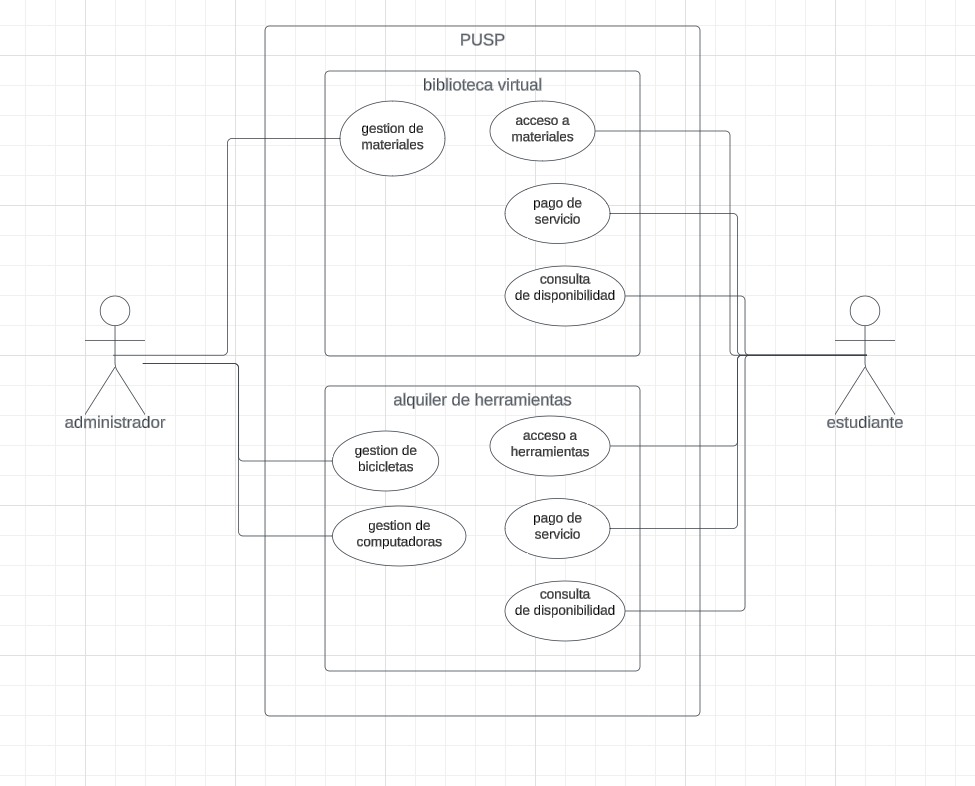 PUSP
biblioteca virtual
gestion de
materiales
acceso a
materiales
pago de
servicio
consulta
de disponibilidad
administrador
estudiante
alquiler de herramientas
gestion de
bicicletas
acceso a
herramientas
gestion de
computadoras
pago de
servicio
consulta
de disponibilidad